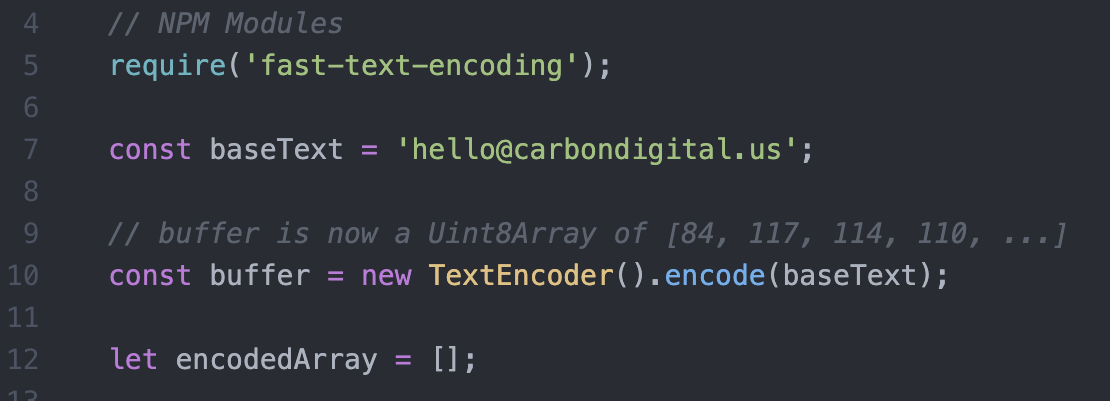 4 // NPM Modules
5 require('fast-text-encoding');
6
7 const baseText = 'hello@carbondigital.us';
8
9 // buffer is now a Uint8Array of [84, 117, 114, 110, ...]
10 const buffer = new TextEncoder().encode(baseText);
11
12 let encodedArray = [];
13